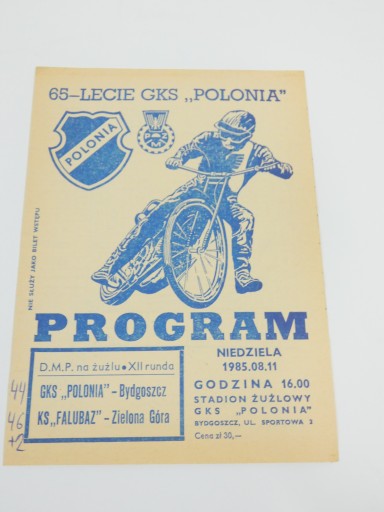 65-LECIE GKS „POLONIA”
POLONIA
NIE SŁUŻY JAKO BILET WSTĘPU
PROGRAM
D.M.P. na żużlu • XII runda
GKS „POLONIA” – Bydgoszcz
KS „FALUBAZ” – Zielona Góra
44
46
+2
NIEDZIELA
1985.08.11
GODZINA 16.00
STADION ŻUŻLOWY
GKS „POLONIA”
BYDGOSZCZ, UL. SPORTOWA 2
Cena zł 30,—